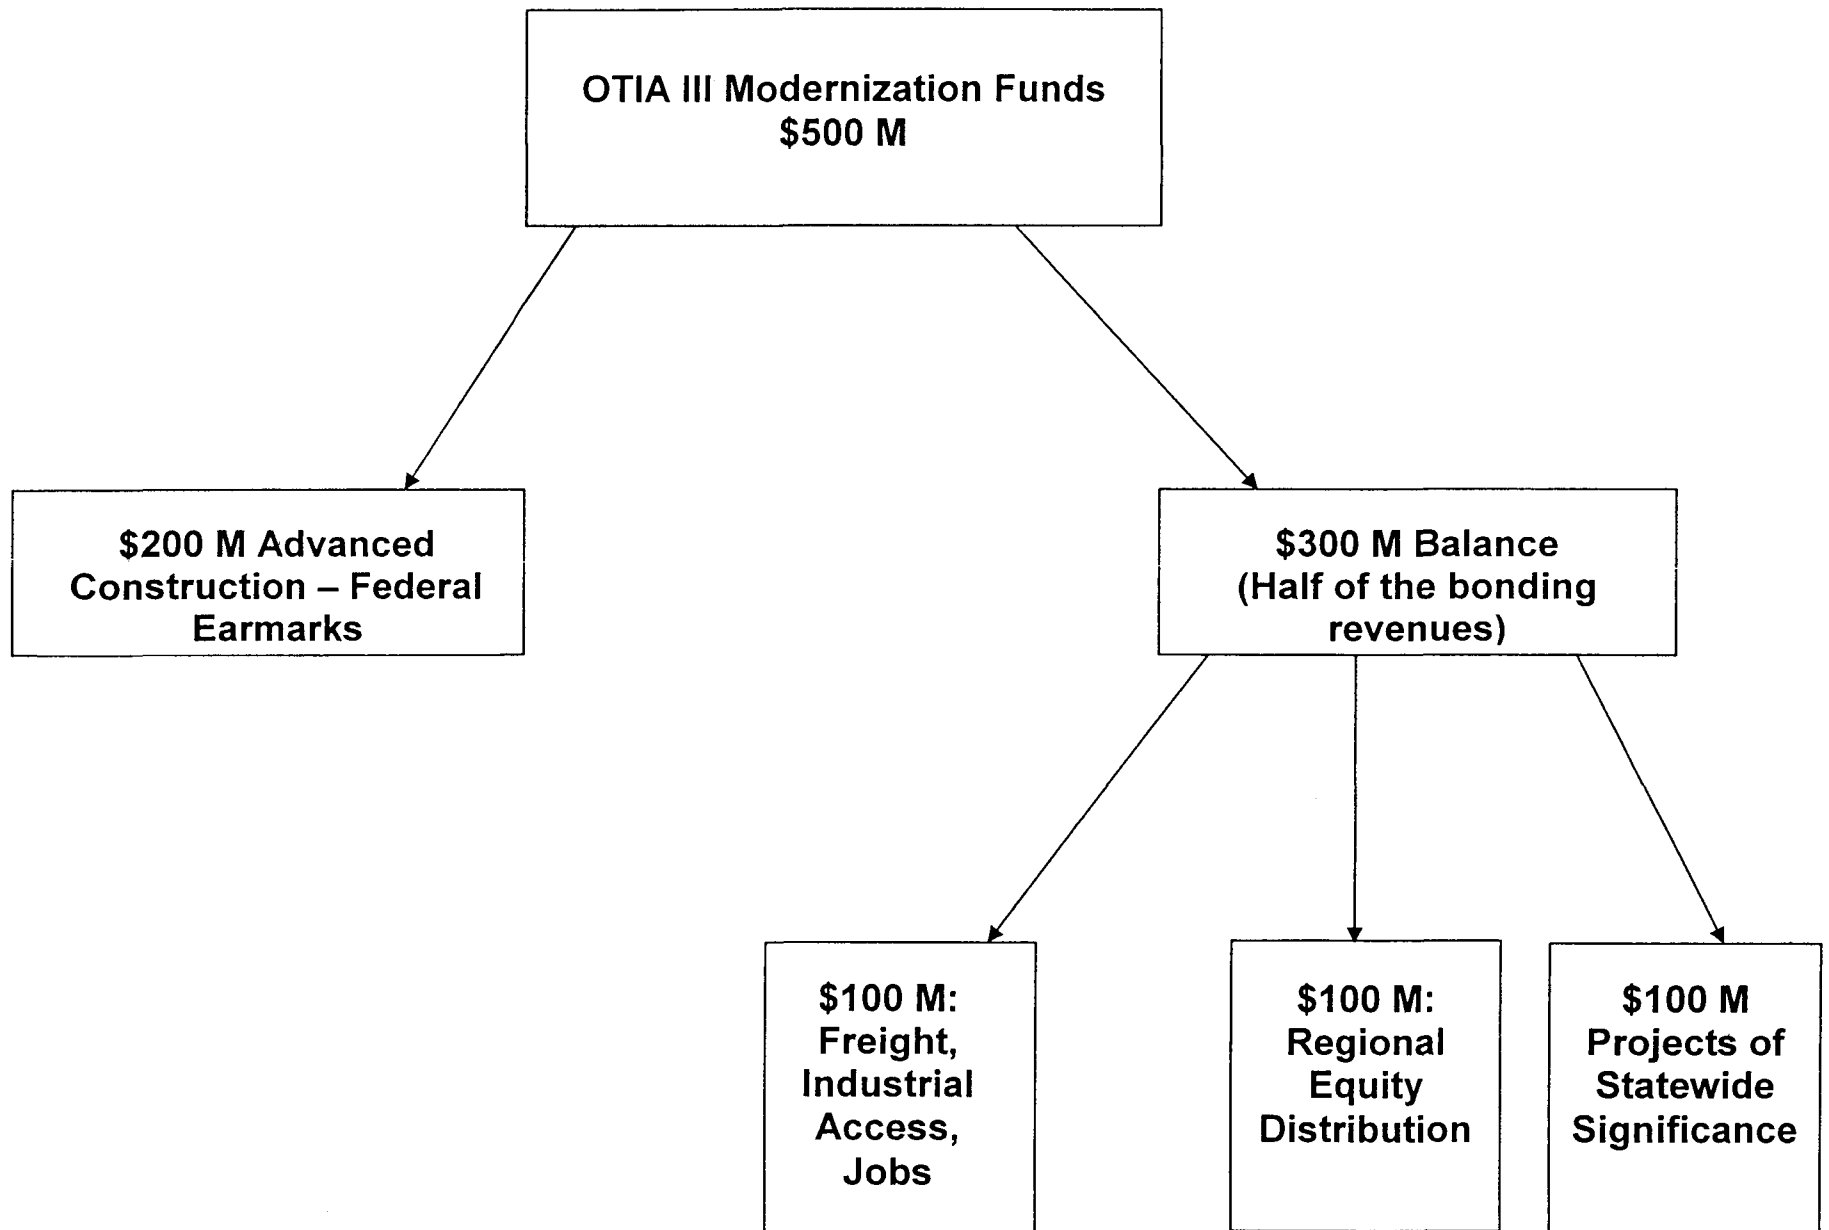 OTIA III Modernization Funds
$500 M
$200 M Advanced
Construction – Federal
Earmarks
$300 M Balance
(Half of the bonding
revenues)
$100 M:
Freight,
Industrial
Access,
Jobs
$100 M:
Regional
Equity
Distribution
$100 M
Projects of
Statewide
Significance